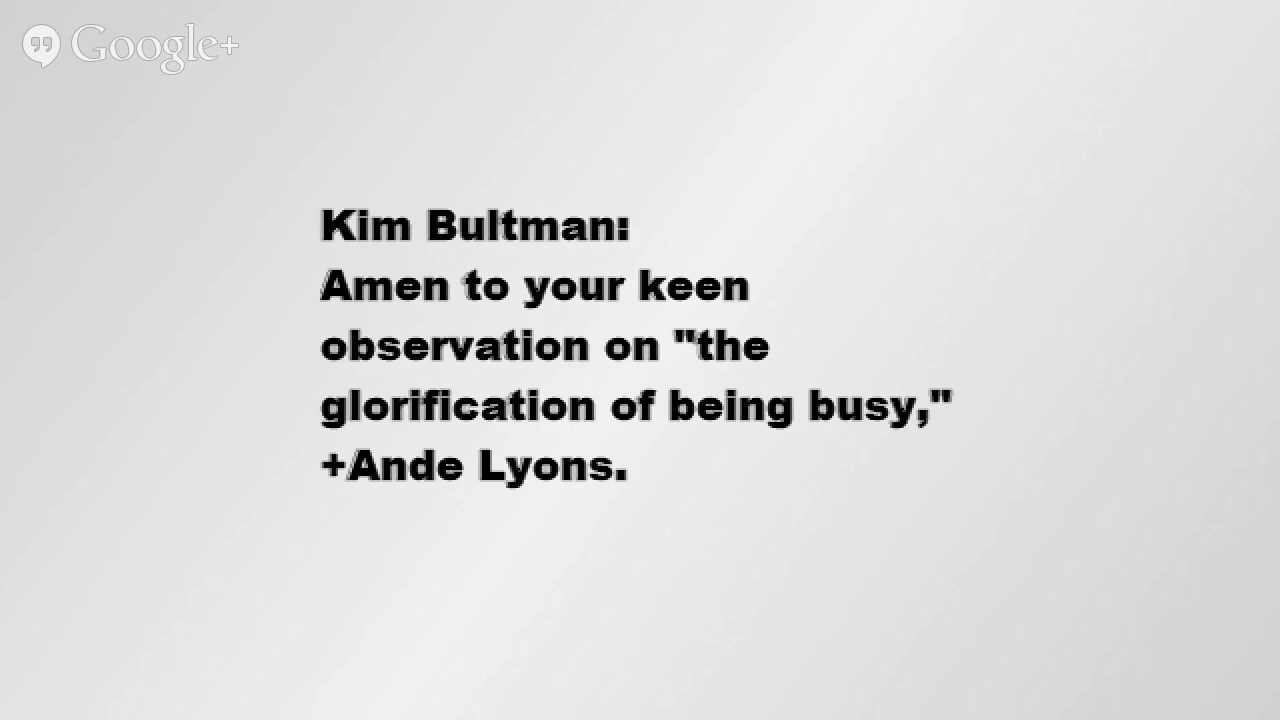 Google+
Kim Bultman:
Amen to your keen
observation on "the
glorification of being busy,"
+Ande Lyons.